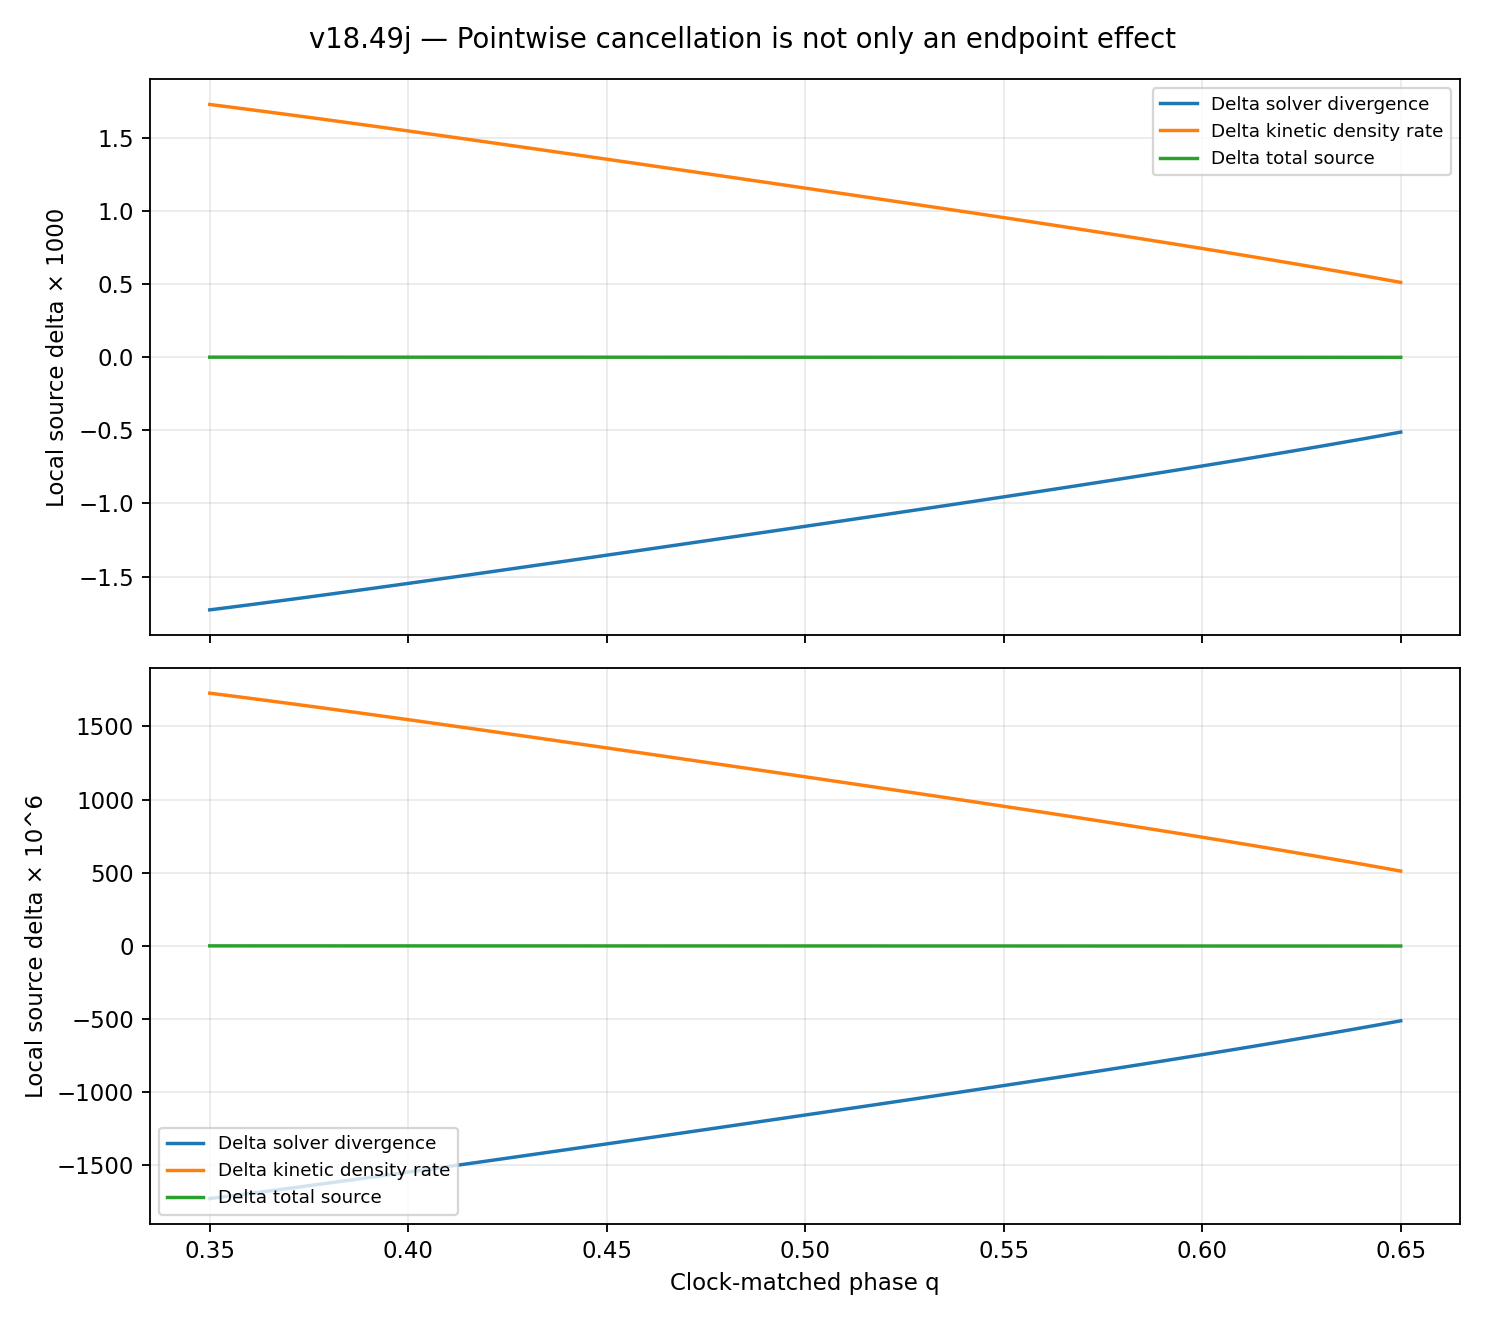 v18.49j — Pointwise cancellation is not only an endpoint effect
Local source delta × 1000
1.5
1.0
0.5
0.0
−0.5
−1.0
−1.5
Delta solver divergence
Delta kinetic density rate
Delta total source
Local source delta × 10^6
1500
1000
500
0
−500
−1000
−1500
Delta solver divergence
Delta kinetic density rate
Delta total source
0.35 0.40 0.45 0.50 0.55 0.60 0.65
Clock-matched phase q